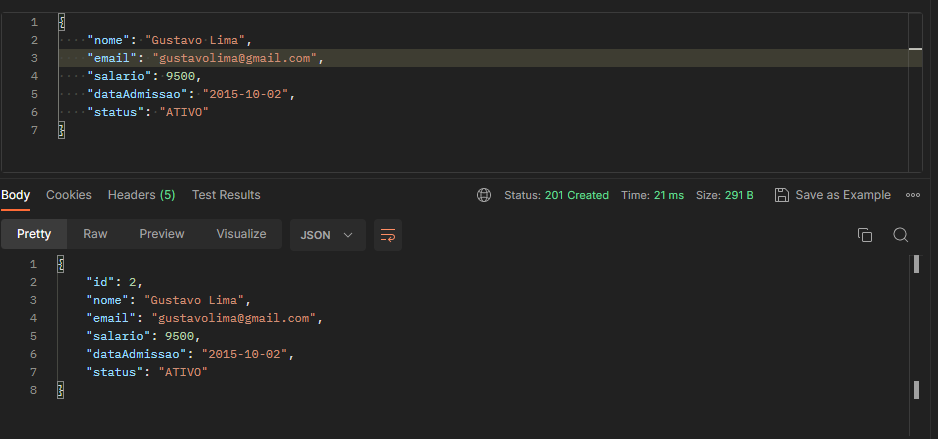 1 {
2 "nome": "Gustavo Lima",
3 "email": "gustavolima@gmail.com",
4 "salario": 9500,
5 "dataAdmissao": "2015-10-02",
6 "status": "ATIVO"
7 }
Body Cookies Headers (5) Test Results Status: 201 Created Time: 21 ms Size: 291 B Save as Example
Pretty Raw Preview Visualize JSON
1 {
2 "id": 2,
3 "nome": "Gustavo Lima",
4 "email": "gustavolima@gmail.com",
5 "salario": 9500,
6 "dataAdmissao": "2015-10-02",
7 "status": "ATIVO"
8 }